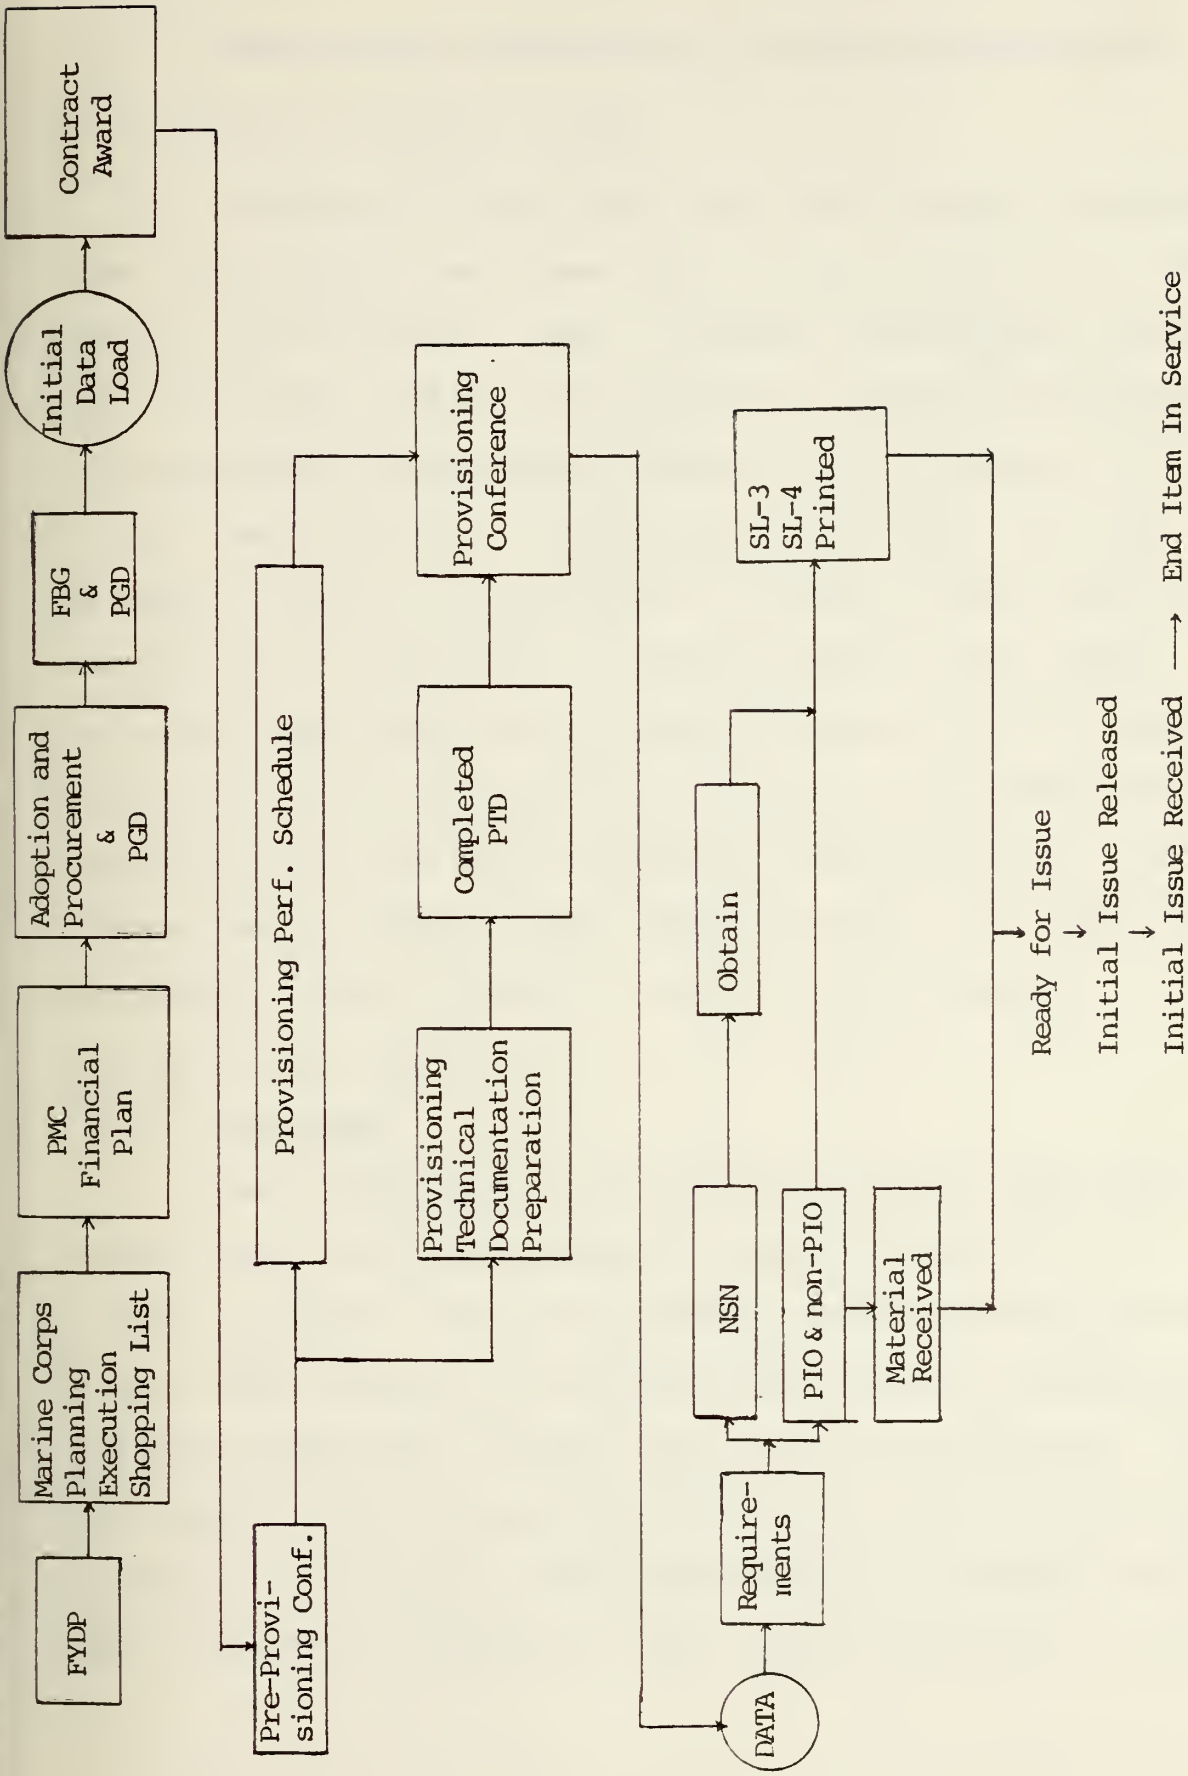 FYDP
Marine Corps
Planning
Execution
Shopping List
PMC
Financial
Plan
Adoption and
Procurement
&
PGD
FBG
&
PGD
Initial
Data
Load
Contract
Award
Pre-Provi-
sioning Conf.
Provisioning Perf. Schedule
Provisioning
Technical
Documentation
Preparation
Completed
PTD
Provisioning
Conference
DATA
Require-
ments
NSN
Obtain
PIO & non-PIO
Material
Received
SL-3
SL-4
Printed
Ready for Issue
Initial Issue Released
Initial Issue Received → End Item In Service